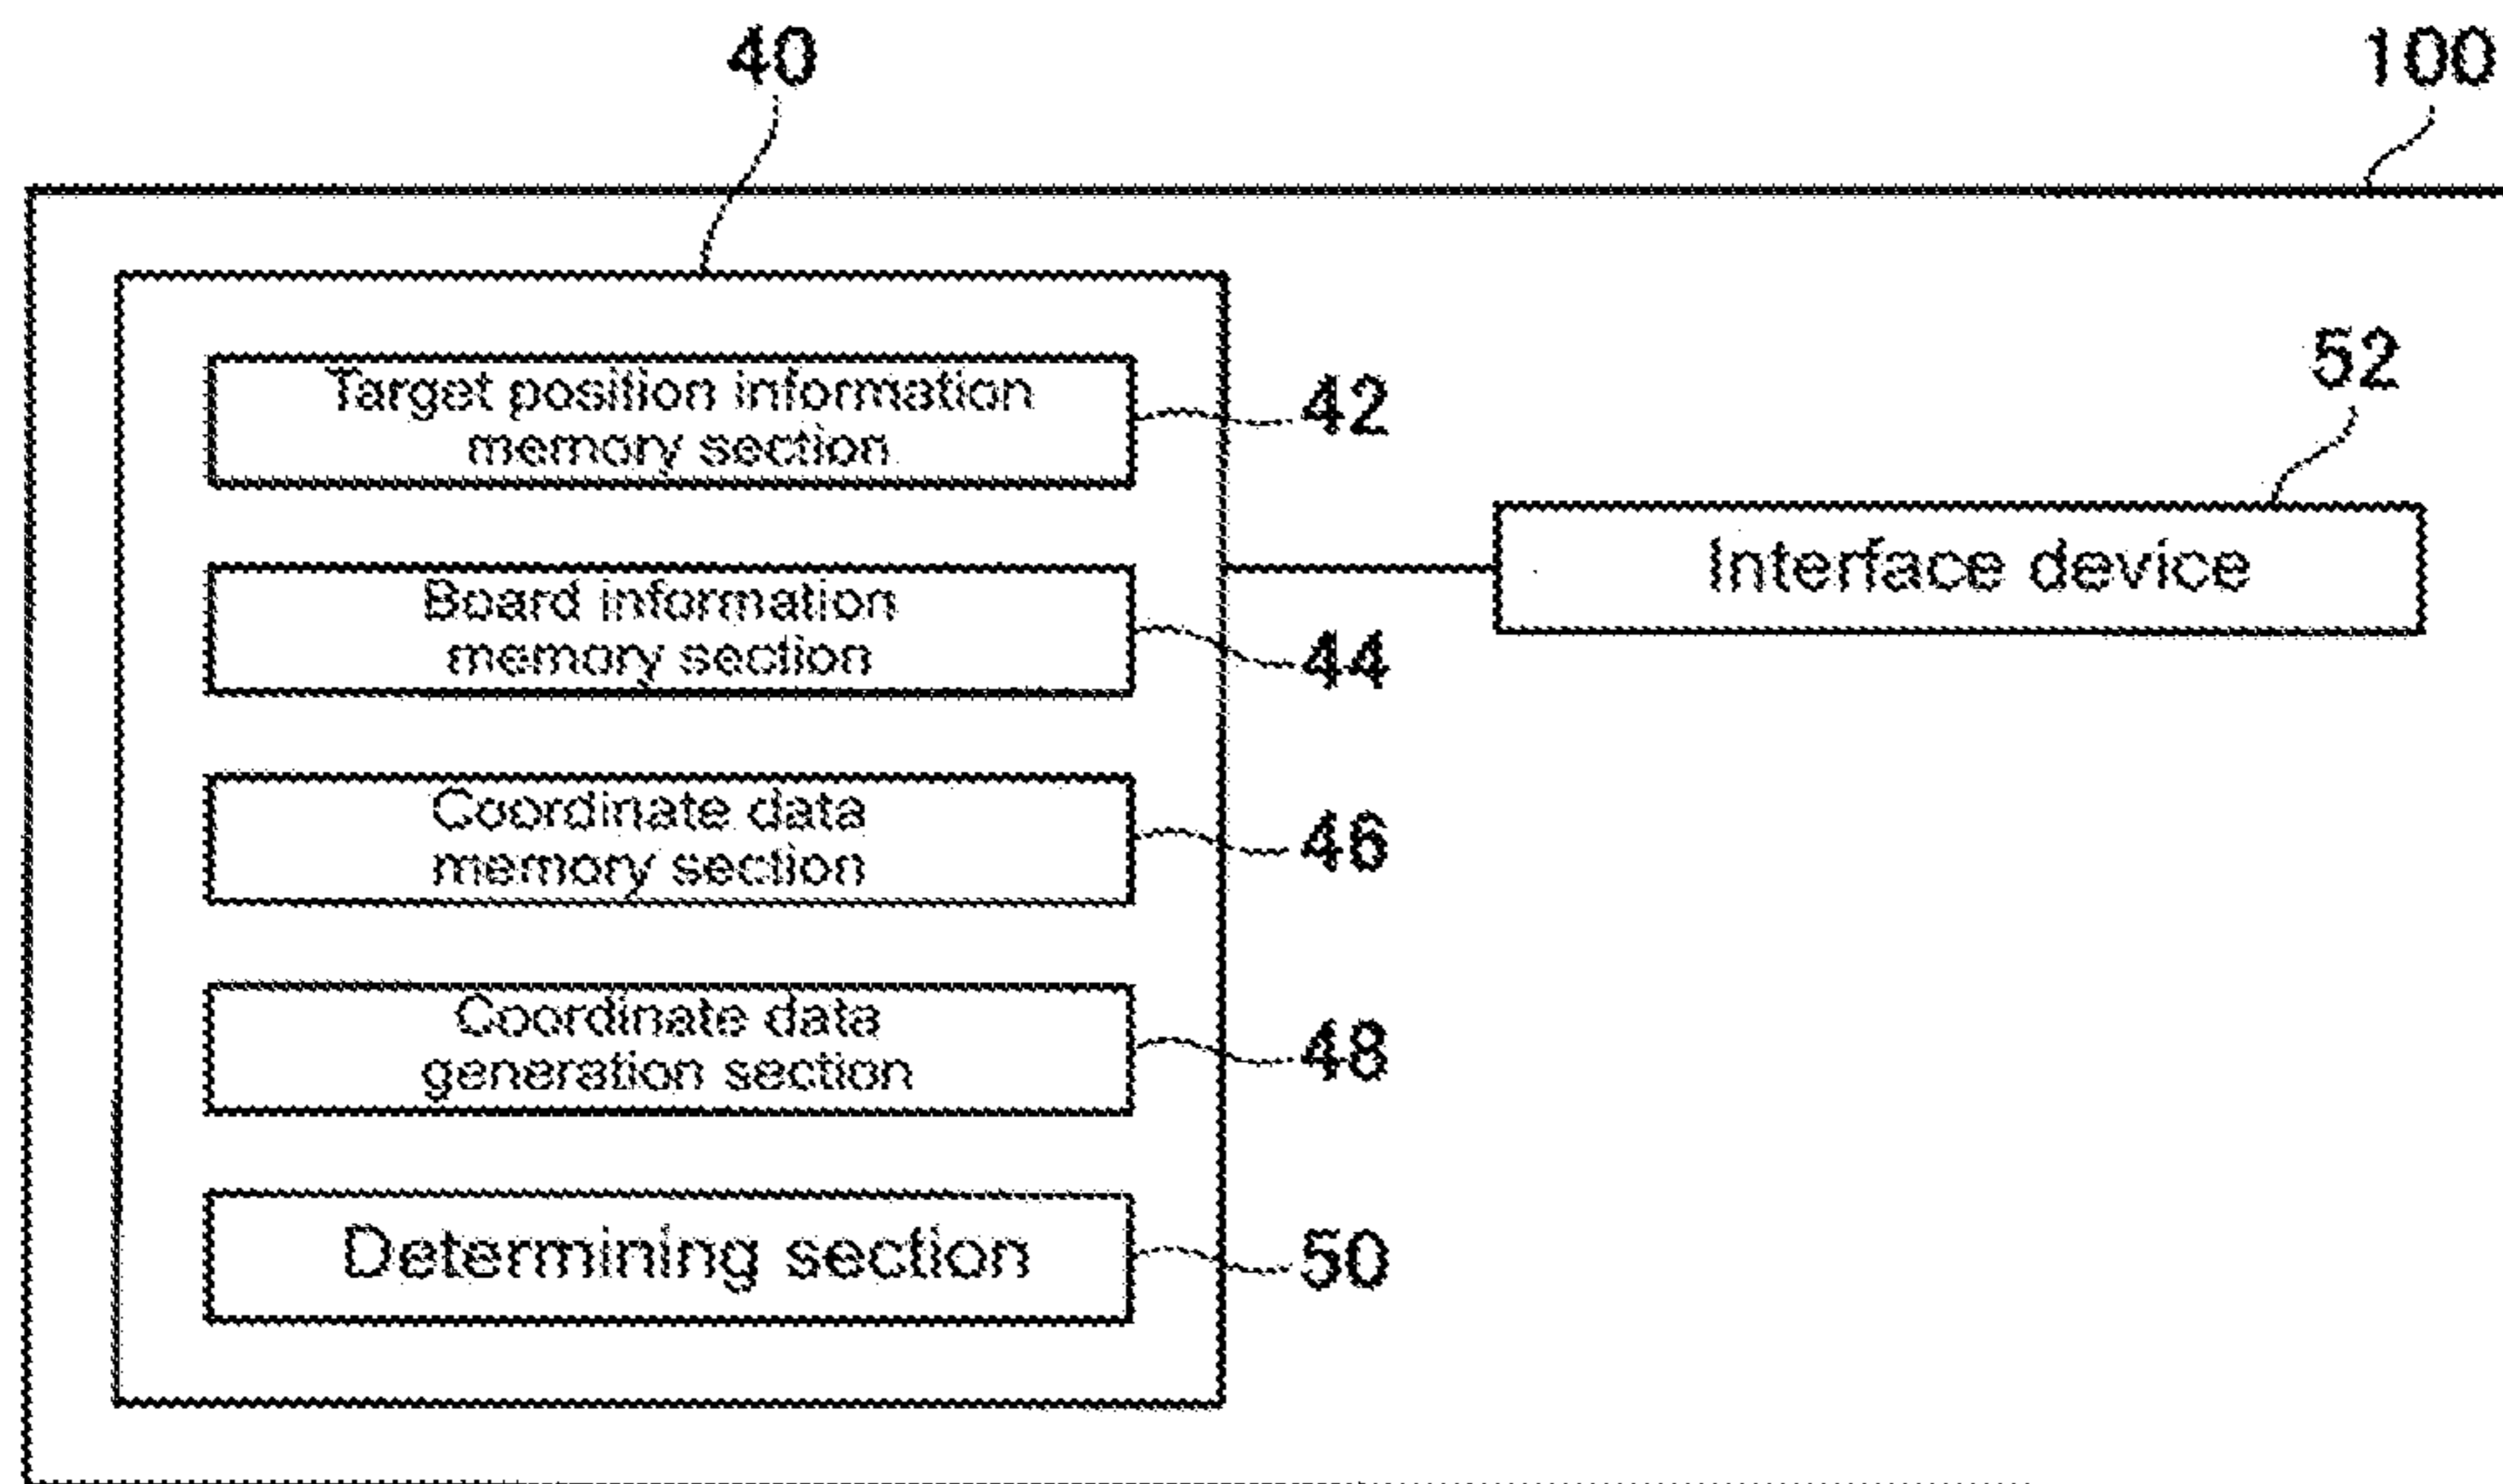 40
100
Target position information
memory section
42
52
Board information
memory section
44
Interface device
Coordinate data
memory section
46
Coordinate data
generation section
48
Determining section
50